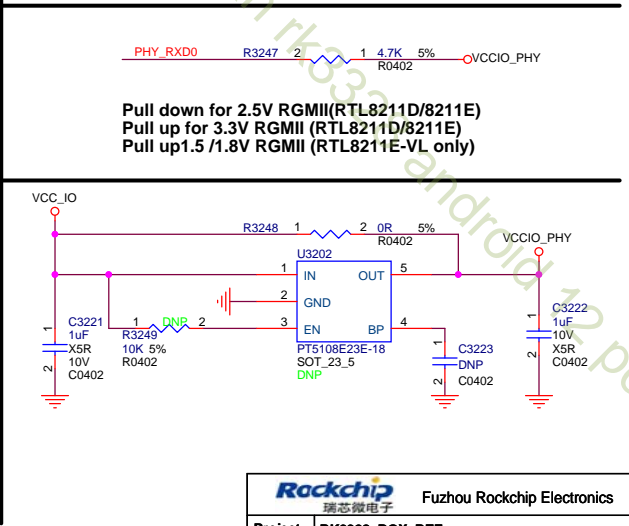 PHY_RXD0 R3247 2 1 4.7K 5% VCCIO_PHY
R0402
Pull down for 2.5V RGMII(RTL8211D/8211E)
Pull up for 3.3V RGMII (RTL8211D/8211E)
Pull up1.5 /1.8V RGMII (RTL8211E-VL only)
VCC_IO
R3248 1 2 0R 5%
R0402
VCCIO_PHY
U3202
1 IN OUT 5
2 GND
3 EN BP 4
PT5108E23E-18
SOT_23_5
DNP
1 2
C3221
1uF
X5R
10V
C0402
1 DNP 2
R3249
10K 5%
R0402
1 2
C3223
DNP
C0402
1 2
C3222
1uF
10V
X5R
C0402
rk3326 android 12
Rockchip
瑞芯微电子
Fuzhou Rockchip Electronics